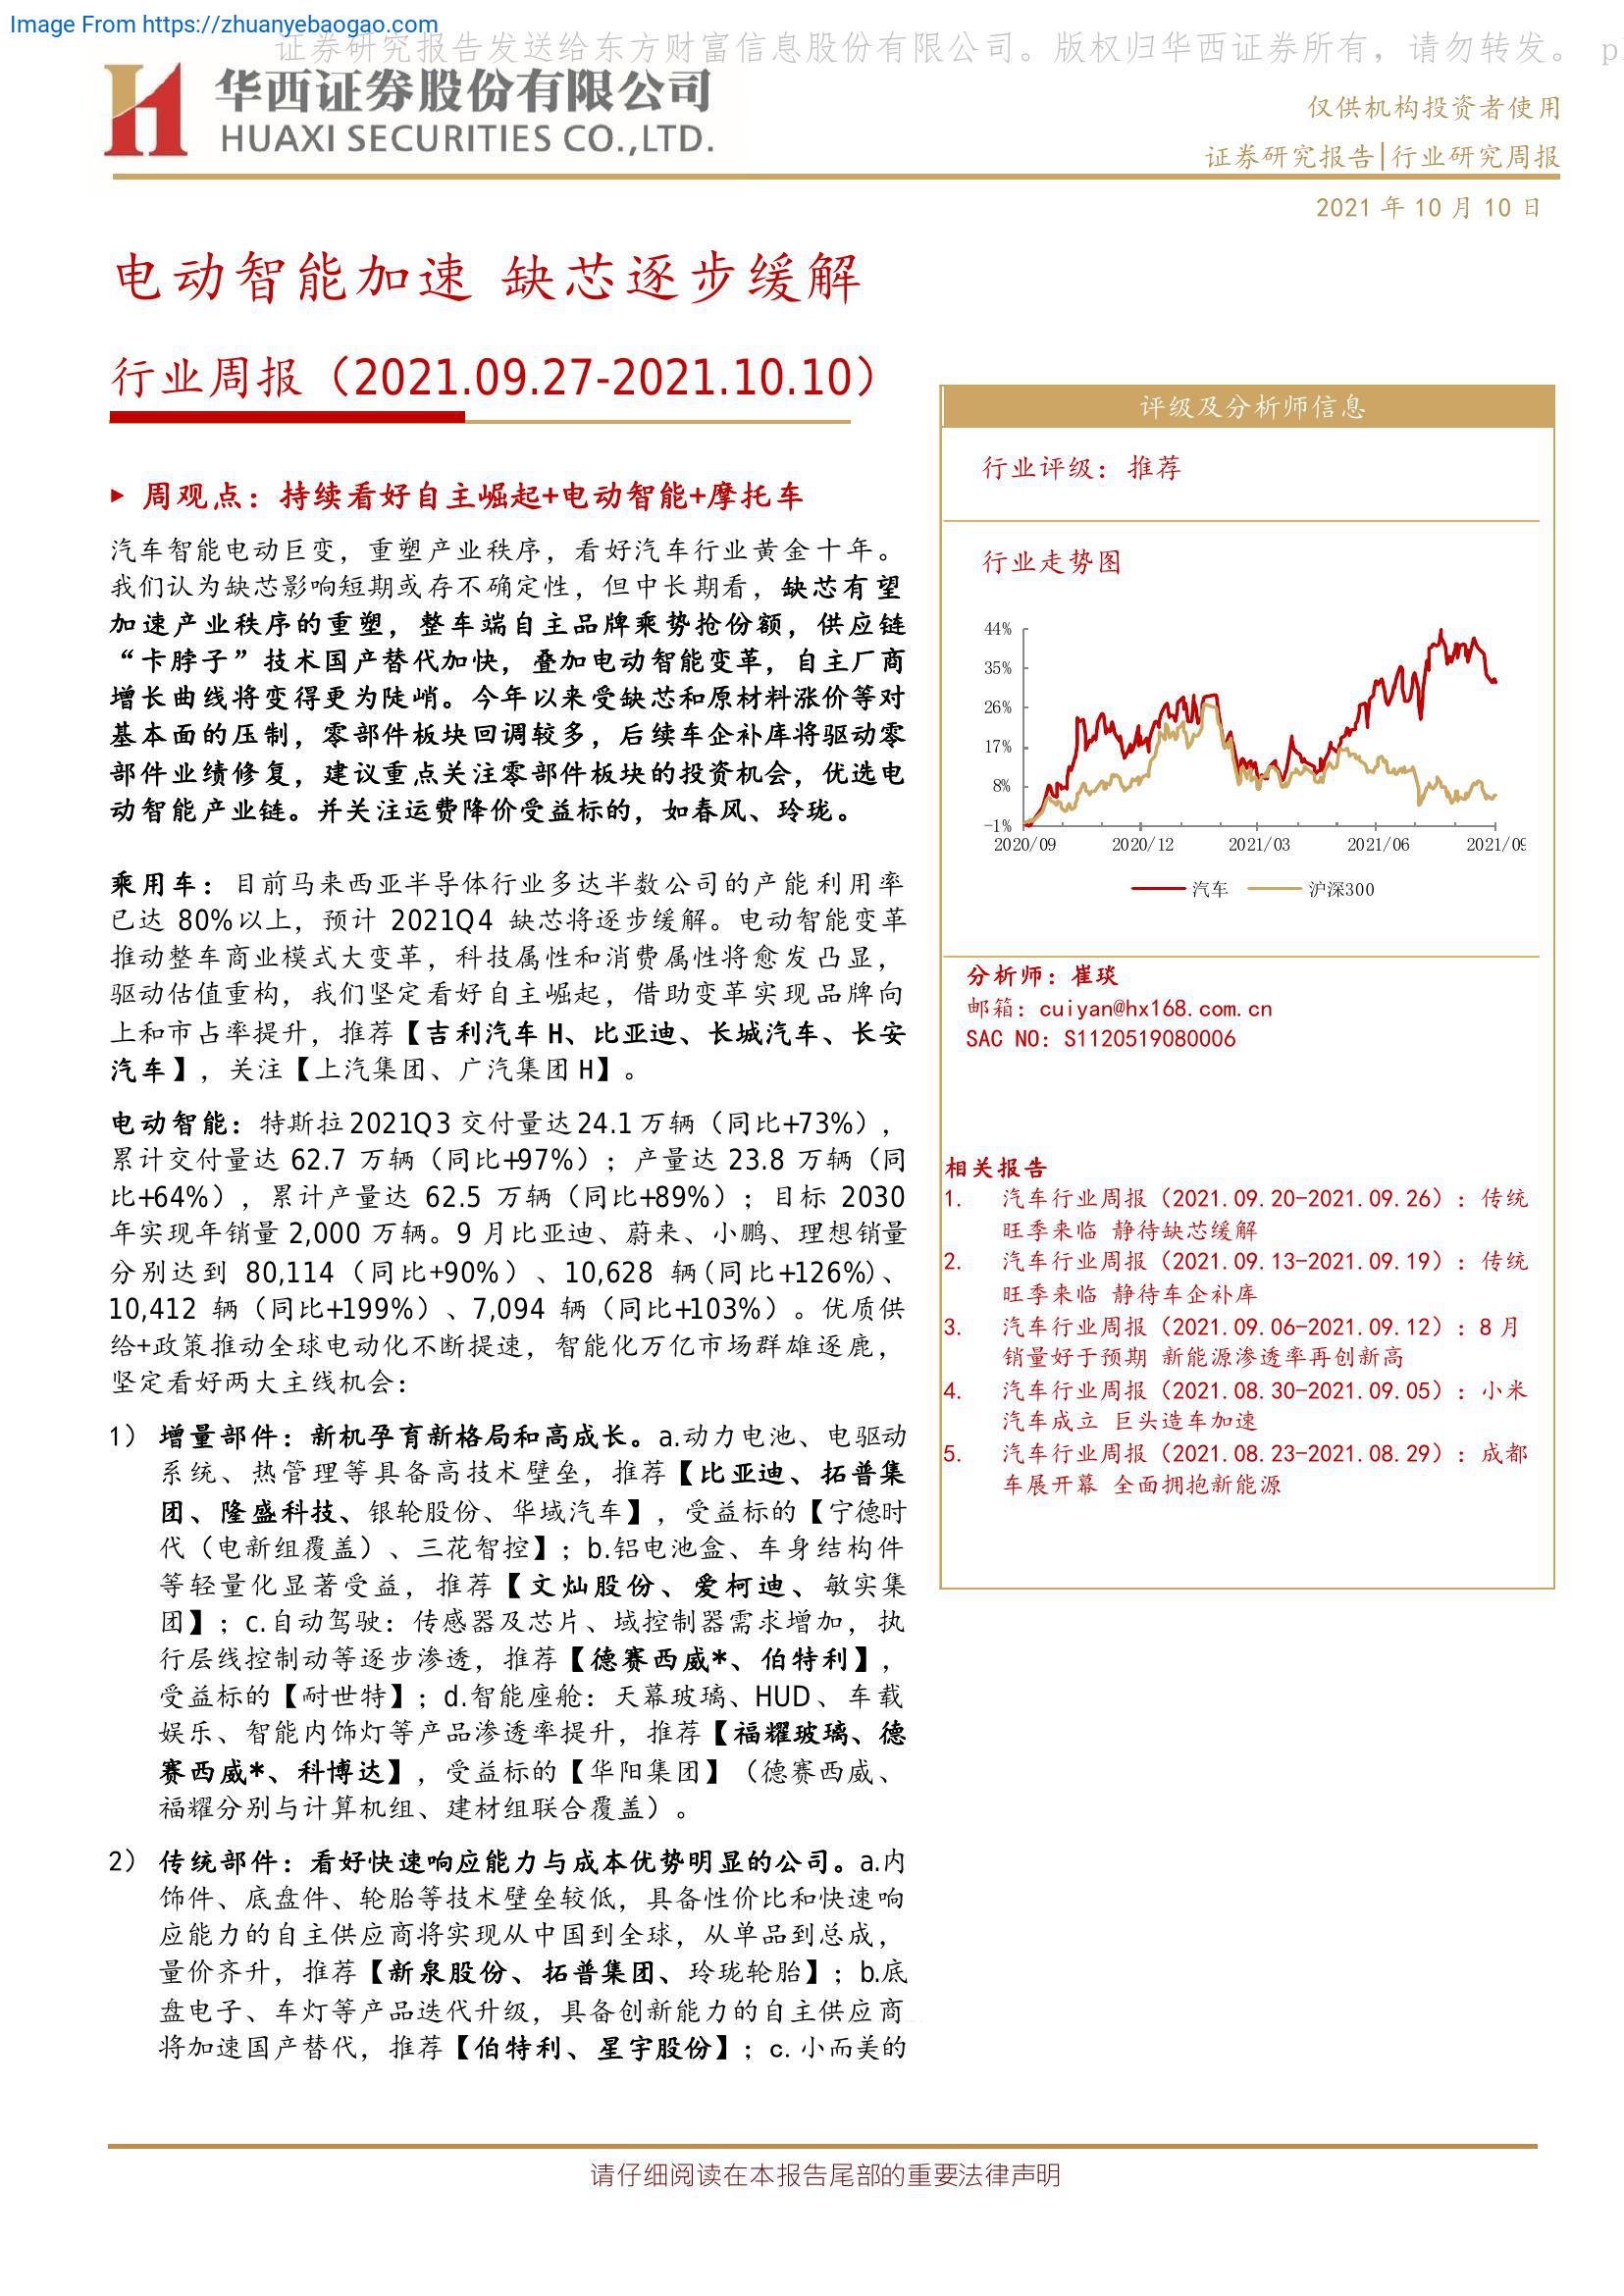 Image From https://zhuanyebaogao.com
证券研究报告发送给东方财富信息股份有限公司。版权归华西证券所有，请勿转发。 p
华西证券股份有限公司
HUAXI SECURITIES CO.,LTD.
仅供机构投资者使用
证券研究报告|行业研究周报
2021 年 10 月 10 日
电动智能加速 缺芯逐步缓解
行业周报（2021.09.27-2021.10.10）
周观点：持续看好自主崛起+电动智能+摩托车
汽车智能电动巨变，重塑产业秩序，看好汽车行业黄金十年。
我们认为缺芯影响短期或存不确定性，但中长期看，缺芯有望
加速产业秩序的重塑，整车端自主品牌乘势抢份额，供应链
“卡脖子”技术国产替代加快，叠加电动智能变革，自主厂商
增长曲线将变得更为陡峭。今年以来受缺芯和原材料涨价等对
基本面的压制，零部件板块回调较多，后续车企补库将驱动零
部件业绩修复，建议重点关注零部件板块的投资机会，优选电
动智能产业链。并关注运费降价受益标的，如春风、玲珑。
乘用车：目前马来西亚半导体行业多达半数公司的产能利用率
已达 80%以上，预计 2021Q4 缺芯将逐步缓解。电动智能变革
推动整车商业模式大变革，科技属性和消费属性将愈发凸显，
驱动估值重构，我们坚定看好自主崛起，借助变革实现品牌向
上和市占率提升，推荐【吉利汽车 H、比亚迪、长城汽车、长安
汽车】，关注【上汽集团、广汽集团 H】。
电动智能：特斯拉 2021Q3 交付量达 24.1 万辆（同比+73%），
累计交付量达 62.7 万辆（同比+97%）；产量达 23.8 万辆（同
比+64%），累计产量达 62.5 万辆（同比+89%）；目标 2030
年实现年销量 2,000 万辆。9 月比亚迪、蔚来、小鹏、理想销量
分别达到 80,114（同比+90%）、10,628 辆(同比+126%)、
10,412 辆（同比+199%）、7,094 辆（同比+103%）。优质供
给+政策推动全球电动化不断提速，智能化万亿市场群雄逐鹿，
坚定看好两大主线机会：
1） 增量部件：新机孕育新格局和高成长。a.动力电池、电驱动
系统、热管理等具备高技术壁垒，推荐【比亚迪、拓普集
团、隆盛科技、银轮股份、华域汽车】，受益标的【宁德时
代（电新组覆盖）、三花智控】；b.铝电池盒、车身结构件
等轻量化显著受益，推荐【文灿股份、爱柯迪、敏实集
团】；c.自动驾驶：传感器及芯片、域控制器需求增加，执
行层线控制动等逐步渗透，推荐【德赛西威*、伯特利】，
受益标的【耐世特】；d.智能座舱：天幕玻璃、HUD、车载
娱乐、智能内饰灯等产品渗透率提升，推荐【福耀玻璃、德
赛西威*、科博达】，受益标的【华阳集团】（德赛西威、
福耀分别与计算机组、建材组联合覆盖）。
2） 传统部件：看好快速响应能力与成本优势明显的公司。a.内
饰件、底盘件、轮胎等技术壁垒较低，具备性价比和快速响
应能力的自主供应商将实现从中国到全球，从单品到总成，
量价齐升，推荐【新泉股份、拓普集团、玲珑轮胎】；b.底
盘电子、车灯等产品迭代升级，具备创新能力的自主供应商
将加速国产替代，推荐【伯特利、星宇股份】；c.小而美的
评级及分析师信息
行业评级：推荐
行业走势图
44%
35%
26%
17%
8%
-1%
2020/09 2020/12 2021/03 2021/06 2021/09
汽车 沪深300
分析师：崔琰
邮箱：cuiyan@hx168.com.cn
SAC NO：S1120519080006
相关报告
1. 汽车行业周报（2021.09.20-2021.09.26）：传统
旺季来临 静待缺芯缓解
2. 汽车行业周报（2021.09.13-2021.09.19）：传统
旺季来临 静待车企补库
3. 汽车行业周报（2021.09.06-2021.09.12）：8 月
销量好于预期 新能源渗透率再创新高
4. 汽车行业周报（2021.08.30-2021.09.05）：小米
汽车成立 巨头造车加速
5. 汽车行业周报（2021.08.23-2021.08.29）：成都
车展开幕 全面拥抱新能源
请仔细阅读在本报告尾部的重要法律声明